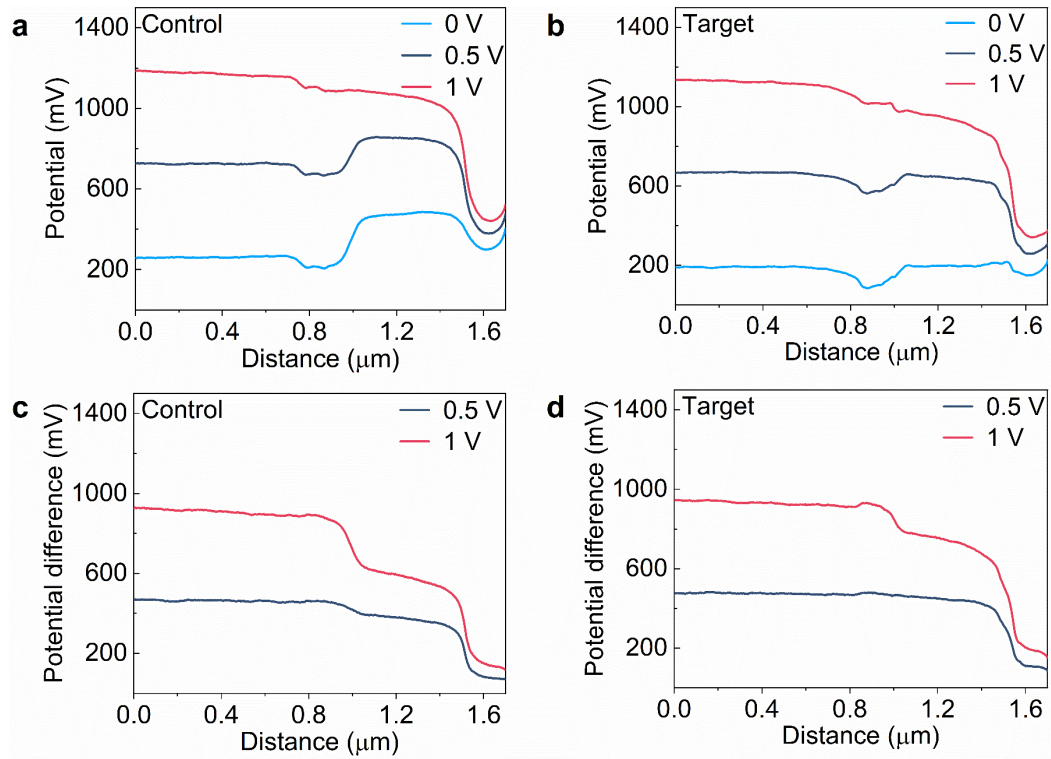 a
Control
0 V
0.5 V
1 V
1400
1000
600
200
Potential (mV)
0.0 0.4 0.8 1.2 1.6
Distance (μm)
b
Target
0 V
0.5 V
1 V
1400
1000
600
200
Potential (mV)
0.0 0.4 0.8 1.2 1.6
Distance (μm)
c
Control
0.5 V
1 V
1400
1000
600
200
Potential difference (mV)
0.0 0.4 0.8 1.2 1.6
Distance (μm)
d
Target
0.5 V
1 V
1400
1000
600
200
Potential difference (mV)
0.0 0.4 0.8 1.2 1.6
Distance (μm)